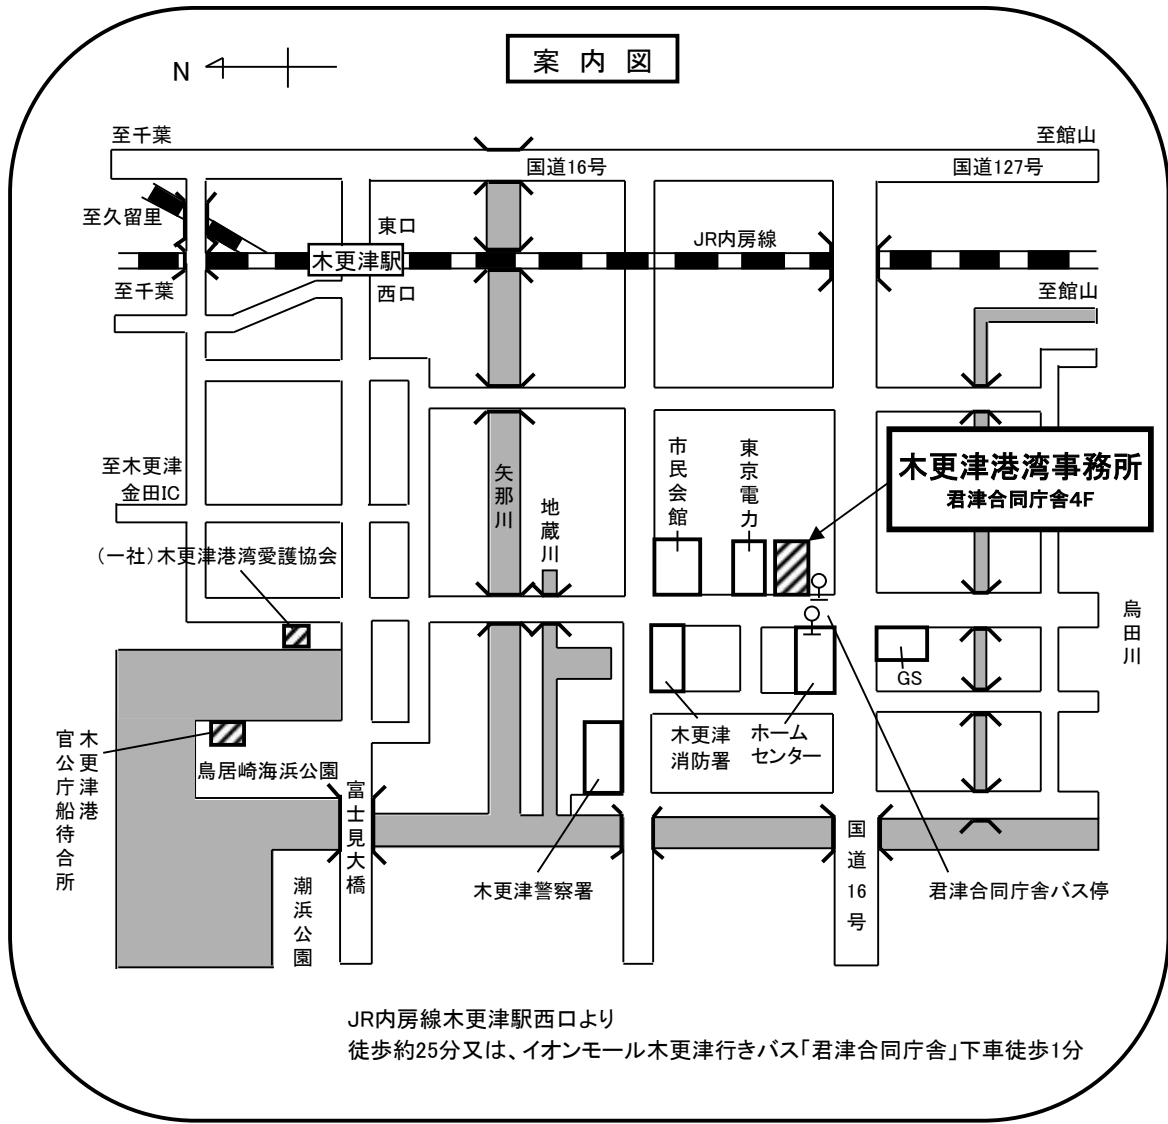 案内図
N
至千葉
至館山
国道16号
国道127号
至久留里
東口
JR内房線
木更津駅
至千葉
西口
至館山
木更津港湾事務所
君津合同庁舎4F
市民会館
東京電力
至木更津
金田IC
矢那川
地蔵川
(一社)木更津港湾愛護協会
烏田川
GS
木更津港
官公庁船待合所
木更津
消防署
ホーム
センター
鳥居崎海浜公園
富士見大橋
国道16号
潮浜公園
木更津警察署
君津合同庁舎バス停
JR内房線木更津駅西口より
徒歩約25分又は、イオンモール木更津行きバス「君津合同庁舎」下車徒歩1分